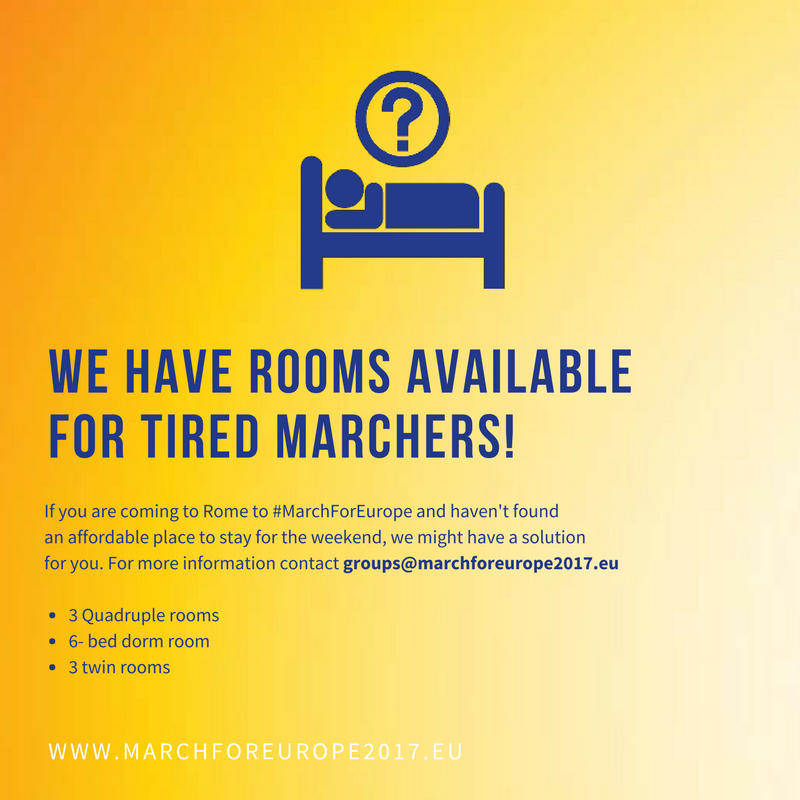 ?
WE HAVE ROOMS AVAILABLE
FOR TIRED MARCHERS!
If you are coming to Rome to #MarchForEurope and haven't found
an affordable place to stay for the weekend, we might have a solution
for you. For more information contact groups@marchforeurope2017.eu
• 3 Quadruple rooms
• 6- bed dorm room
• 3 twin rooms
WWW.MARCHFOREUROPE2017.EU